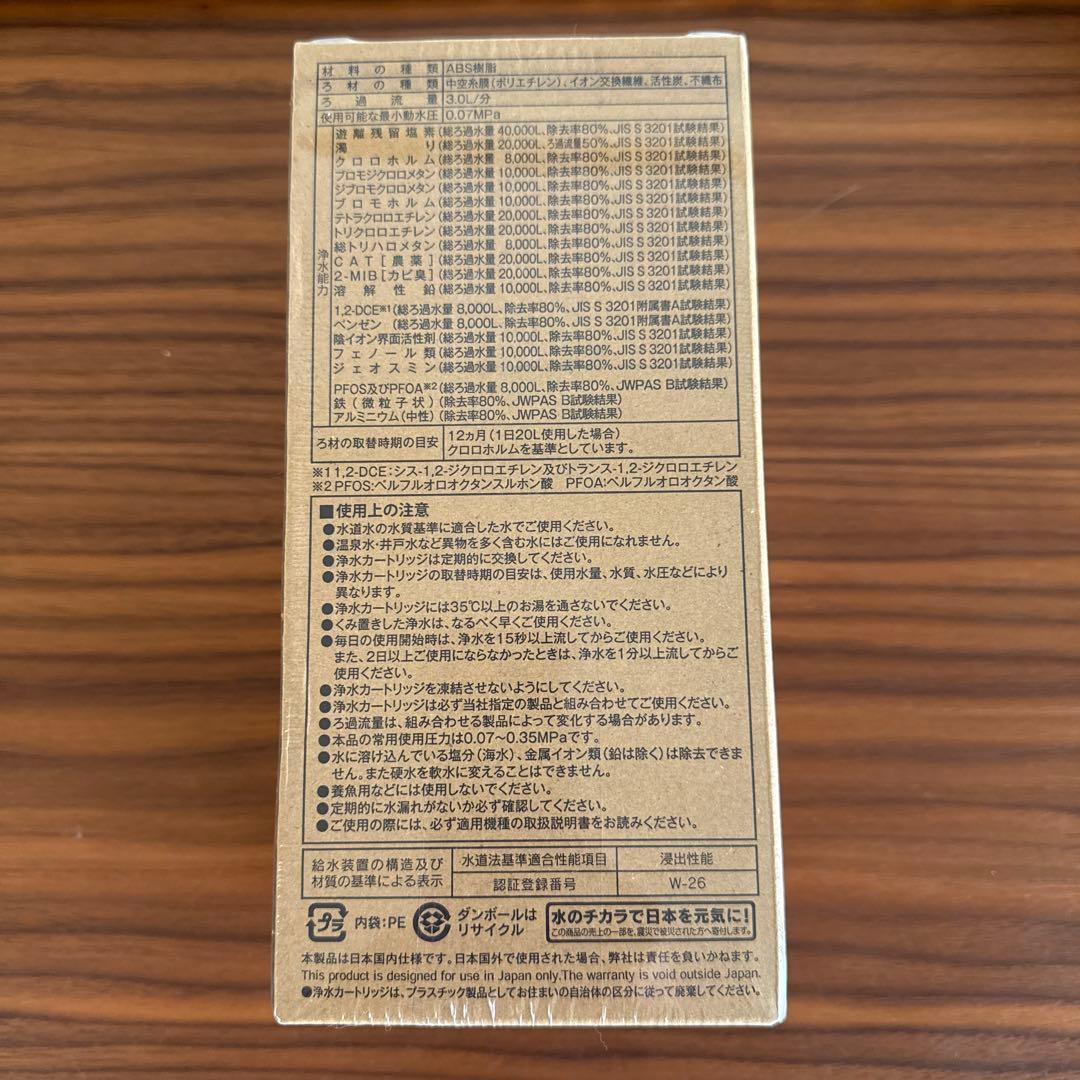 材料の種類 ABS樹脂
ろ材の種類 中空糸膜(ポリエチレン)、イオン交換繊維、活性炭、不織布
ろ過流量 3.0L/分
使用可能な最小動水圧 0.07MPa
浄水能力
遊離残留塩素(総ろ過水量 40,000L、除去率80%、JIS S 3201試験結果)
濁り(総ろ過水量 20,000L、ろ過流量50%、JIS S 3201試験結果)
クロロホルム(総ろ過水量 8,000L、除去率80%、JIS S 3201試験結果)
ブロモジクロロメタン(総ろ過水量 10,000L、除去率80%、JIS S 3201試験結果)
ジブロモクロロメタン(総ろ過水量 10,000L、除去率80%、JIS S 3201試験結果)
ブロモホルム(総ろ過水量 10,000L、除去率80%、JIS S 3201試験結果)
テトラクロロエチレン(総ろ過水量 20,000L、除去率80%、JIS S 3201試験結果)
トリクロロエチレン(総ろ過水量 20,000L、除去率80%、JIS S 3201試験結果)
総トリハロメタン(総ろ過水量 8,000L、除去率80%、JIS S 3201試験結果)
CAT[農薬](総ろ過水量 20,000L、除去率80%、JIS S 3201試験結果)
2-MIB[カビ臭](総ろ過水量 20,000L、除去率80%、JIS S 3201試験結果)
溶解性鉛(総ろ過水量 10,000L、除去率80%、JIS S 3201試験結果)
1,2-DCE※1(総ろ過水量 8,000L、除去率80%、JIS S 3201附属書A試験結果)
ベンゼン(総ろ過水量 8,000L、除去率80%、JIS S 3201附属書A試験結果)
陰イオン界面活性剤(総ろ過水量 10,000L、除去率80%、JIS S 3201試験結果)
フェノール類(総ろ過水量 10,000L、除去率80%、JIS S 3201試験結果)
ジェオスミン(総ろ過水量 10,000L、除去率80%、JIS S 3201試験結果)
PFOS及びPFOA※2(総ろ過水量 8,000L、除去率80%、JWPAS B試験結果)
鉄(微粒子状)(除去率80%、JWPAS B試験結果)
アルミニウム(中性)(除去率80%、JWPAS B試験結果)
ろ材の取替時期の目安 12ヵ月(1日20L使用した場合)
クロロホルムを基準としています。
※1 1,2-DCE:シス-1,2-ジクロロエチレン及びトランス-1,2-ジクロロエチレン
※2 PFOS:ペルフルオロオクタンスルホン酸 PFOA:ペルフルオロオクタン酸
■使用上の注意
●水道水の水質基準に適合した水でご使用ください。
●温泉水・井戸水など異物を多く含む水にはご使用になれません。
●浄水カートリッジは定期的に交換してください。
●浄水カートリッジの取替時期の目安は、使用水量、水質、水圧などにより
異なります。
●浄水カートリッジには35℃以上のお湯を通さないでください。
●くみ置きした浄水は、なるべく早くご使用ください。
●毎日の使用開始時は、浄水を15秒以上流してからご使用ください。
また、2日以上ご使用にならなかったときは、浄水を1分以上流してからご
使用ください。
●浄水カートリッジを凍結させないようにしてください。
●浄水カートリッジは必ず当社指定の製品と組み合わせてご使用ください。
●ろ過流量は、組み合わせる製品によって変化する場合があります。
●本品の常用使用圧力は0.07~0.35MPaです。
●水に溶け込んでいる塩分(海水)、金属イオン類(鉛は除く)は除去できま
せん。また硬水を軟水に変えることはできません。
●養魚用などには使用しないでください。
●定期的に水漏れがないか必ず確認してください。
●ご使用の際には、必ず適用機種の取扱説明書をお読みください。
給水装置の構造及び 水道法基準適合性能項目 浸出性能
材質の基準による表示 認証登録番号 W-26
プラ 内袋:PE ダンボールは
リサイクル
水のチカラで日本を元気に!
この商品の売上の一部を、震災で被災された方へ寄付します。
本製品は日本国内仕様です。日本国外で使用された場合、弊社は責任を負いかねます。
This product is designed for use in Japan only.The warranty is void outside Japan.
●浄水カートリッジは、プラスチック製品としてお住まいの自治体の区分に従って廃棄してください。